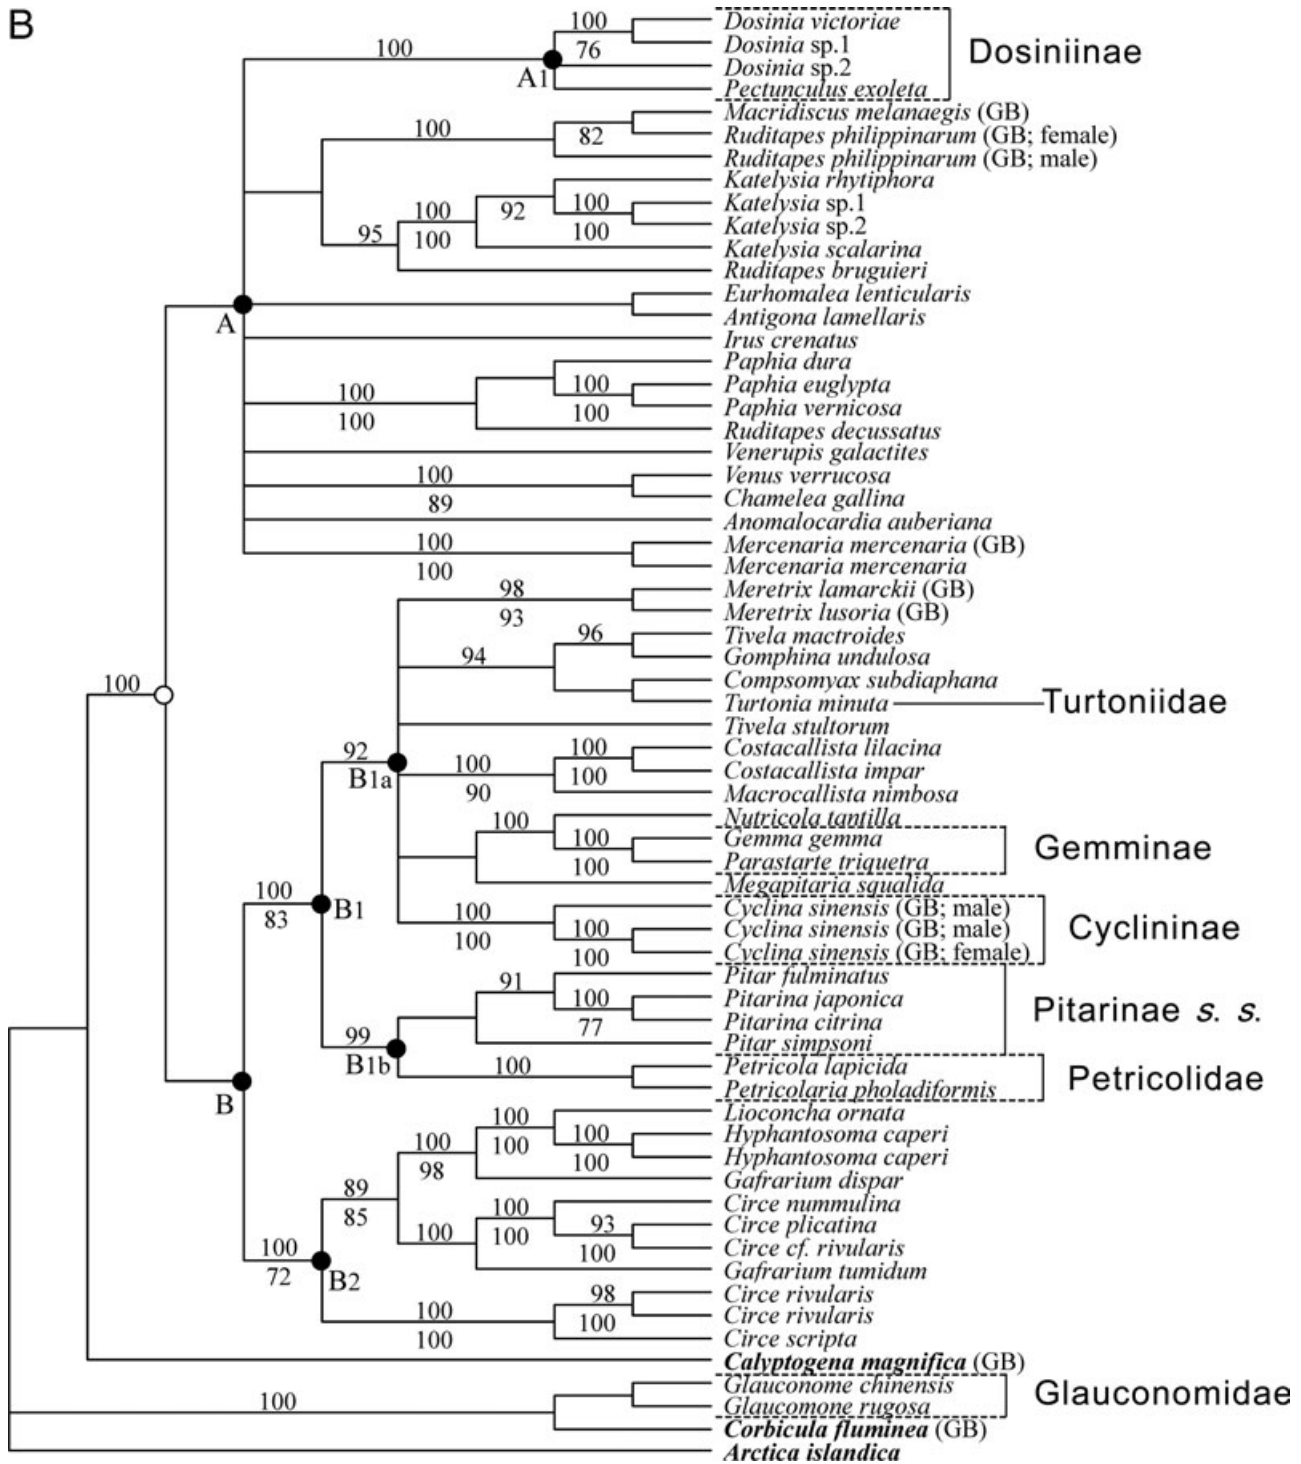 B
100
Dosinia victoriae
100
76
Dosinia sp.1
Dosiniinae
A1
Dosinia sp.2
Pectunculus exoleta
Macridiscus melanaegis (GB)
100
82
Ruditapes philippinarum (GB; female)
Ruditapes philippinarum (GB; male)
Katelysia rhytiphora
100
92
100
Katelysia sp.1
95
100
100
Katelysia sp.2
Katelysia scalarina
Ruditapes bruguieri
Eurhomalea lenticularis
A
Antigona lamellaris
Irus crenatus
Paphia dura
100
100
Paphia euglypta
100
100
Paphia vernicosa
Ruditapes decussatus
Venerupis galactites
100
Venus verrucosa
89
Chamelea gallina
Anomalocardia auberiana
100
Mercenaria mercenaria (GB)
100
Mercenaria mercenaria
98
Meretrix lamarckii (GB)
93
Meretrix lusoria (GB)
96
Tivela mactroides
94
Gomphina undulosa
100
Compsomyax subdiaphana
Turtonia minuta
Turtoniidae
Tivela stultorum
92
100
100
Costacallista lilacina
B1a
90
100
Costacallista impar
Macrocallista nimbosa
100
Nutricola tantilla
100
Gemma gemma
Gemminae
100
Parastarte triquetra
100
Megapitaria squalida
83
B1
100
Cyclina sinensis (GB; male)
100
100
Cyclina sinensis (GB; male)
Cyclininae
100
Cyclina sinensis (GB; female)
91
Pitar fulminatus
100
Pitarina japonica
Pitarinae s. s.
77
Pitarina citrina
99
Pitar simpsoni
B1b
100
Petricola lapicida
Petricolidae
B
Petricolaria pholadiformis
100
Lioconcha ornata
100
100
100
Hyphantosoma caperi
98
100
Hyphantosoma caperi
89
Gafrarium dispar
85
100
Circe nummulina
100
100
93
Circe plicatina
100
100
Circe cf. rivularis
72
B2
Gafrarium tumidum
98
Circe rivularis
100
100
Circe rivularis
100
Circe scripta
Calyptogena magnifica (GB)
100
Glauconome chinensis
Glauconomidae
Glaucomone rugosa
Corbicula fluminea (GB)
Arctica islandica